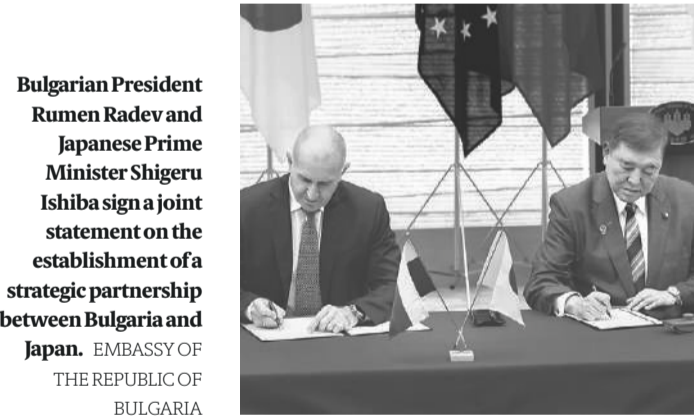 Bulgarian President
Rumen Radev and
Japanese Prime
Minister Shigeru
Ishiba sign a joint
statement on the
establishment of a
strategic partnership
between Bulgaria and
Japan. EMBASSY OF
THE REPUBLIC OF
BULGARIA